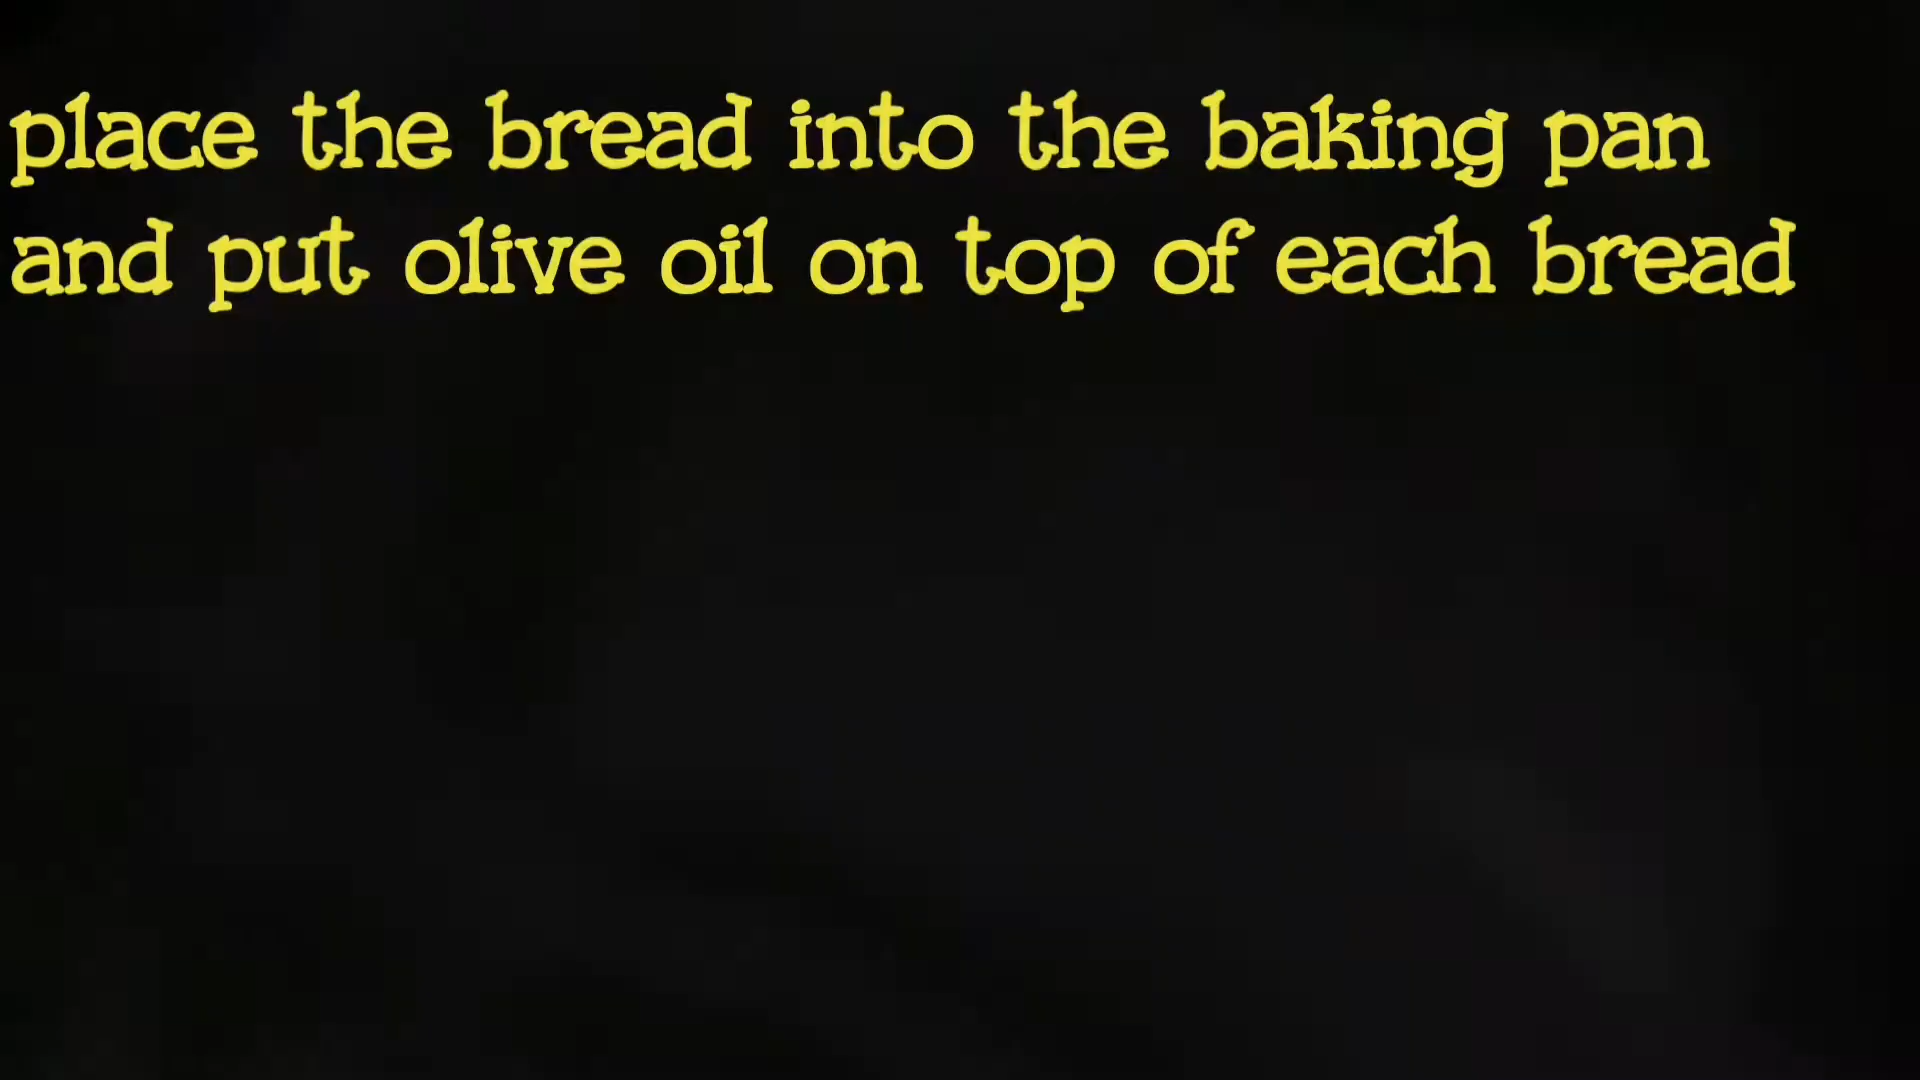 place the bread into the baking pan
and put olive oil on top of each bread